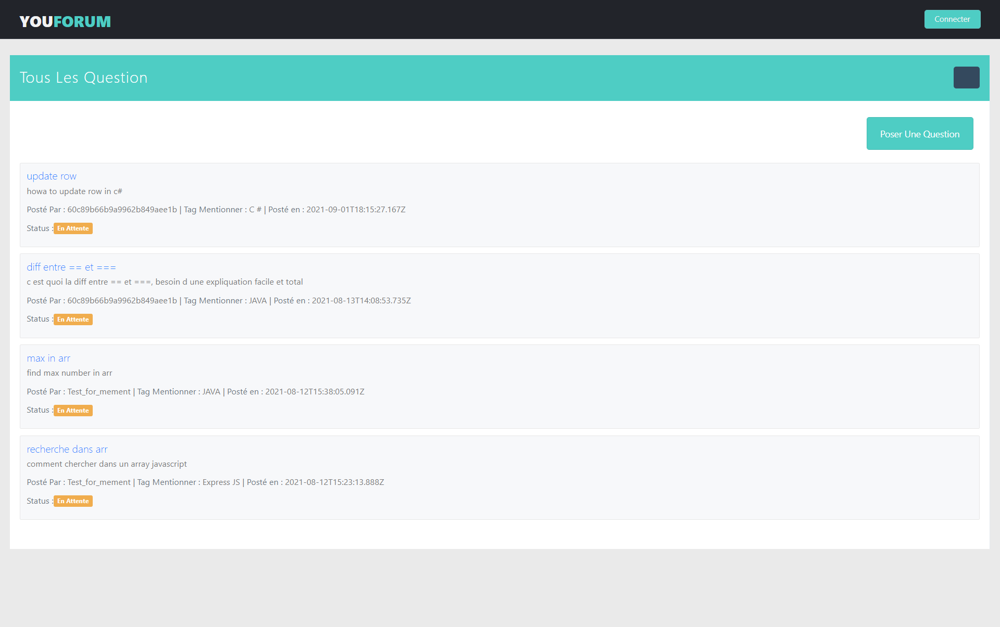 YOUFORUM
Connecter
Tous Les Question
Poser Une Question
update row
howa to update row in c#
Posté Par : 60c89b66b9a9962b849aee1b | Tag Mentionner : C # | Posté en : 2021-09-01T18:15:27.167Z
Status :En Attente
diff entre == et ===
c est quoi la diff entre == et ===, besoin d une expliquation facile et total
Posté Par : 60c89b66b9a9962b849aee1b | Tag Mentionner : JAVA | Posté en : 2021-08-13T14:08:53.735Z
Status :En Attente
max in arr
find max number in arr
Posté Par : Test_for_mement | Tag Mentionner : JAVA | Posté en : 2021-08-12T15:38:05.091Z
Status :En Attente
recherche dans arr
comment chercher dans un array javascript
Posté Par : Test_for_mement | Tag Mentionner : Express JS | Posté en : 2021-08-12T15:23:13.888Z
Status :En Attente